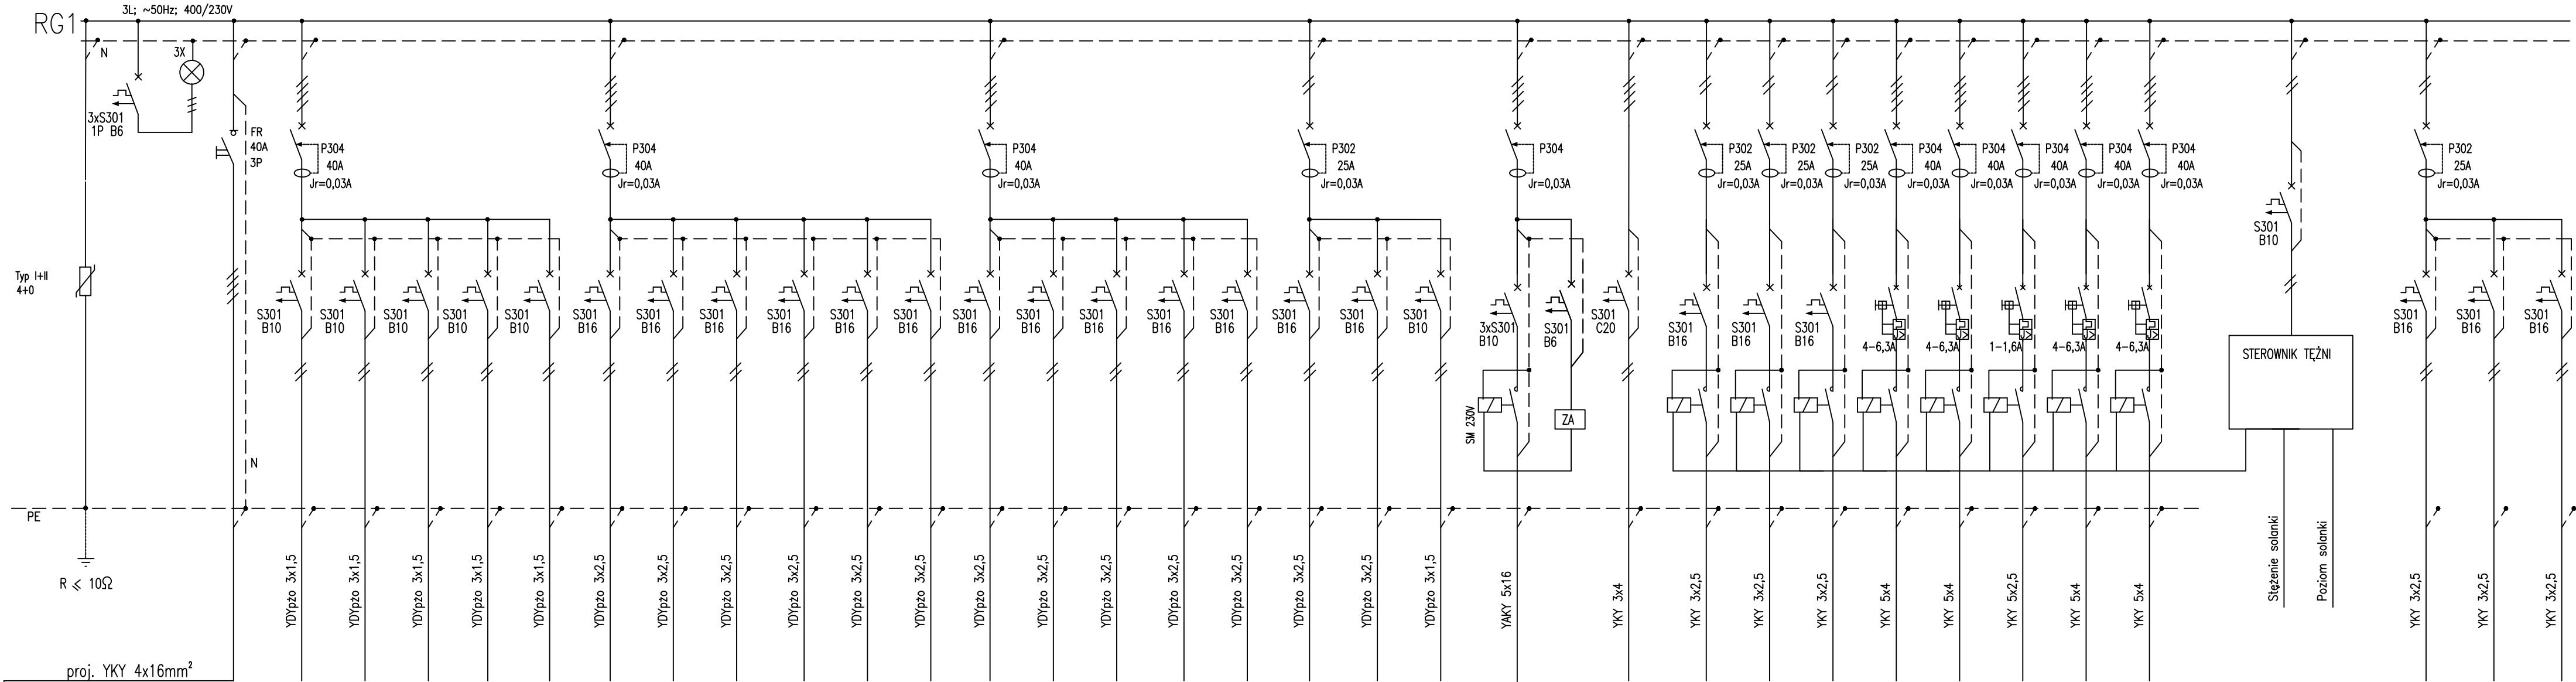 RG1
3L; ~50Hz; 400/230V
N
3X
3xS301
1P B6
FR
40A
3P
Typ I+II
4+0
N
PE
R ⩽ 10Ω
proj. YKY 4x16mm²
P304
40A
Jr=0,03A
P304
40A
Jr=0,03A
P304
40A
Jr=0,03A
P302
25A
Jr=0,03A
P304
Jr=0,03A
P302
25A
Jr=0,03A
P302
25A
Jr=0,03A
P302
25A
Jr=0,03A
P304
40A
Jr=0,03A
P304
40A
Jr=0,03A
P304
40A
Jr=0,03A
P304
40A
Jr=0,03A
P304
40A
Jr=0,03A
P302
25A
Jr=0,03A
S301
B10
S301
B10
S301
B10
S301
B10
S301
B10
S301
B16
S301
B16
S301
B16
S301
B16
S301
B16
S301
B16
S301
B16
S301
B16
S301
B16
S301
B16
S301
B16
S301
B16
S301
B16
S301
B10
3xS301
B10
S301
B6
S301
C20
S301
B16
S301
B16
S301
B16
4-6,3A
4-6,3A
1-1,6A
4-6,3A
4-6,3A
S301
B10
STEROWNIK TĘŻNI
S301
B16
S301
B16
S301
B16
SM 230V
ZA
YDYpżo 3x1,5
YDYpżo 3x1,5
YDYpżo 3x1,5
YDYpżo 3x1,5
YDYpżo 3x1,5
YDYpżo 3x2,5
YDYpżo 3x2,5
YDYpżo 3x2,5
YDYpżo 3x2,5
YDYpżo 3x2,5
YDYpżo 3x2,5
YDYpżo 3x2,5
YDYpżo 3x2,5
YDYpżo 3x2,5
YDYpżo 3x2,5
YDYpżo 3x2,5
YDYpżo 3x2,5
YDYpżo 3x2,5
YDYpżo 3x1,5
YAKY 5x16
YKY 3x4
YKY 3x2,5
YKY 3x2,5
YKY 3x2,5
YKY 5x4
YKY 5x4
YKY 5x2,5
YKY 5x4
YKY 5x4
Stężenie solanki
Poziom solanki
YKY 3x2,5
YKY 3x2,5
YKY 3x2,5